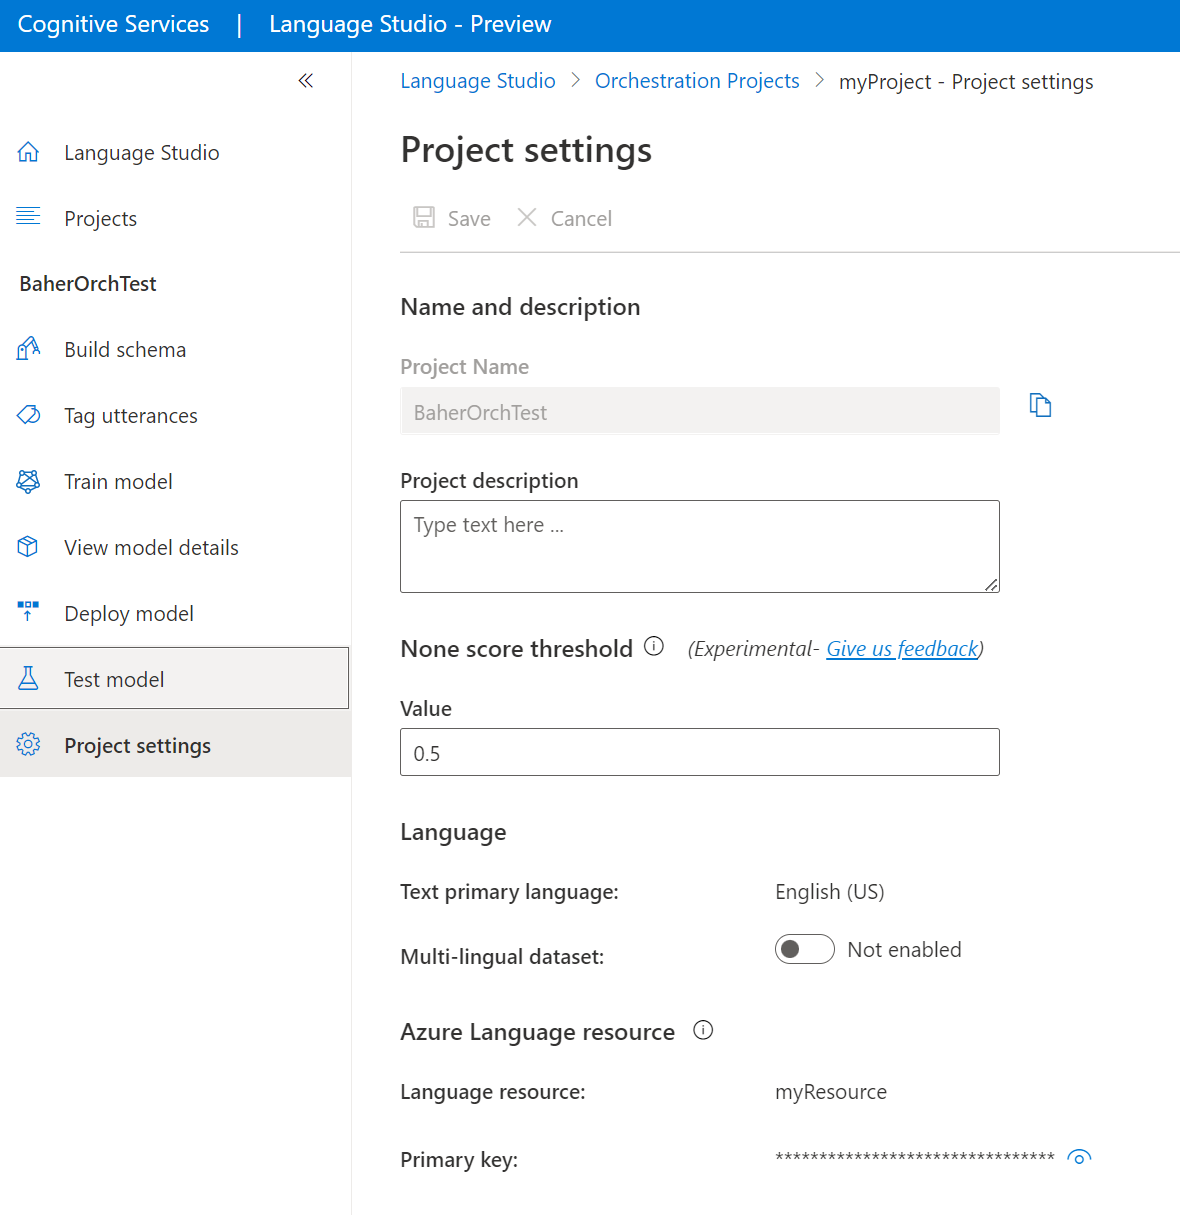 Cognitive Services | Language Studio - Preview
Language Studio > Orchestration Projects > myProject - Project settings
Language Studio
Projects
BaherOrchTest
Build schema
Tag utterances
Train model
View model details
Deploy model
Test model
Project settings
Project settings
Save Cancel
Name and description
Project Name
BaherOrchTest
Project description
Type text here ...
None score threshold (Experimental- Give us feedback)
Value
0.5
Language
Text primary language: English (US)
Multi-lingual dataset: Not enabled
Azure Language resource
Language resource: myResource
Primary key: ********************************